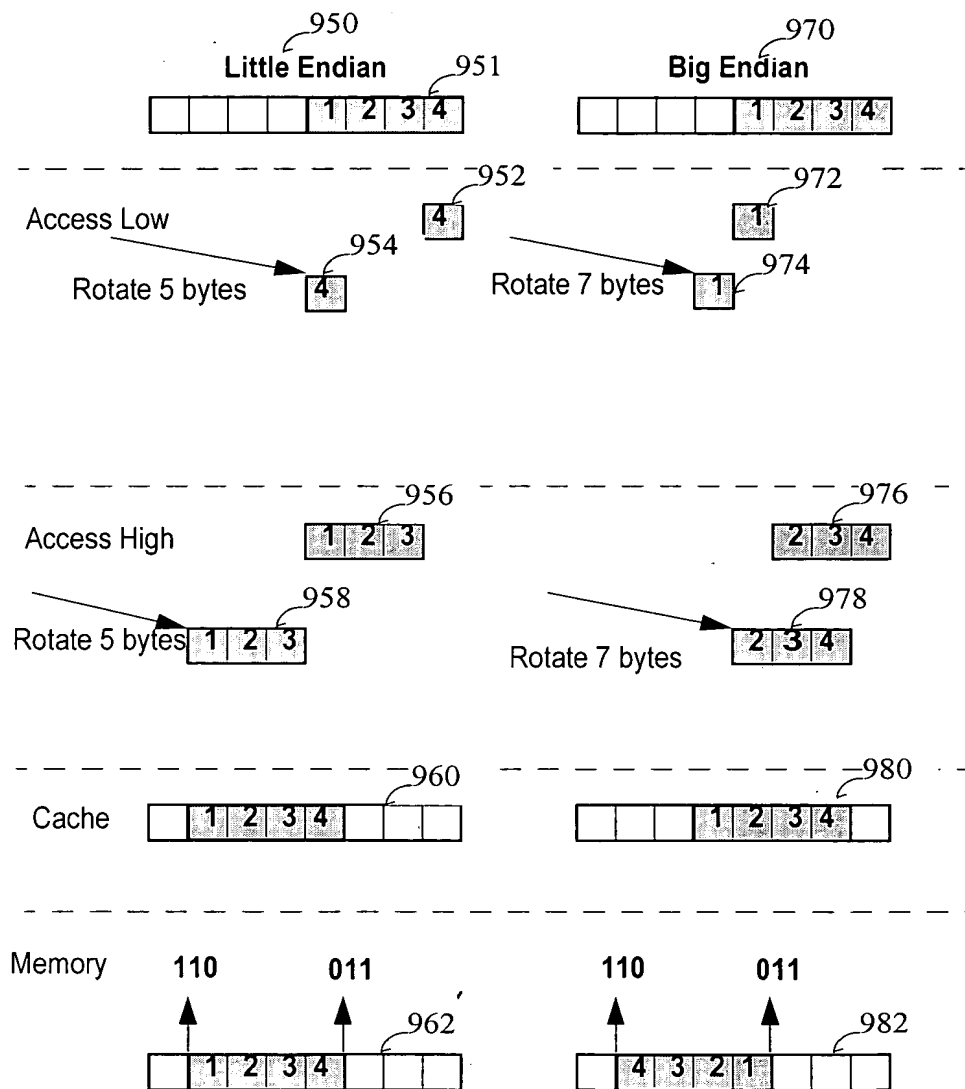 950 970
Little Endian 951 Big Endian
1 2 3 4 1 2 3 4
952 972
Access Low 4 1
954 974
Rotate 5 bytes 4 Rotate 7 bytes 1
956 976
Access High 1 2 3 2 3 4
958 978
Rotate 5 bytes 1 2 3 Rotate 7 bytes 2 3 4
960 980
Cache 1 2 3 4 1 2 3 4
Memory 110 011 110 011
962 982
1 2 3 4 4 3 2 1